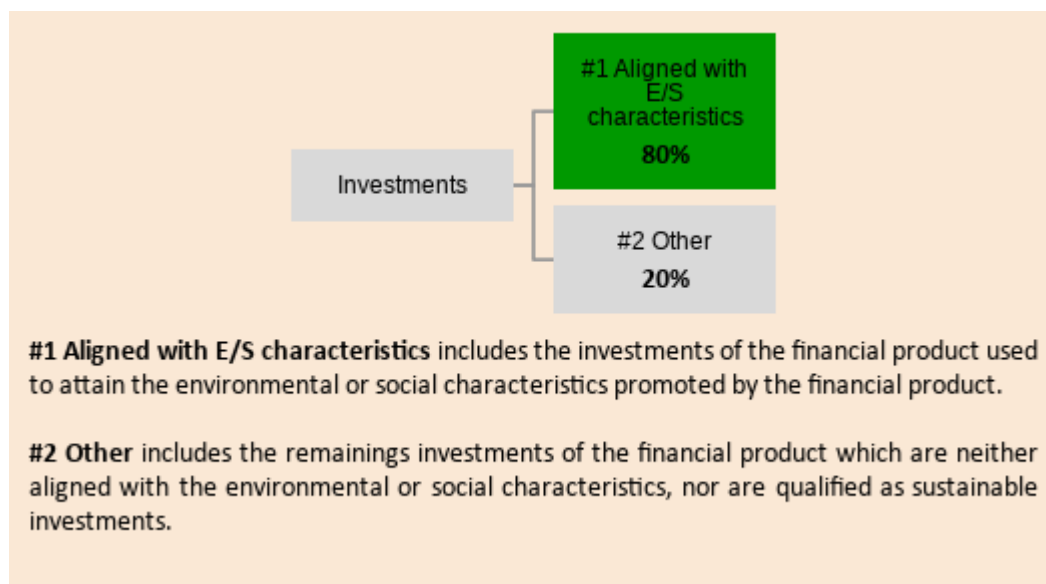 #1 Aligned with
E/S
characteristics
80%
Investments
#2 Other
20%
#1 Aligned with E/S characteristics includes the investments of the financial product used
to attain the environmental or social characteristics promoted by the financial product.
#2 Other includes the remainings investments of the financial product which are neither
aligned with the environmental or social characteristics, nor are qualified as sustainable
investments.